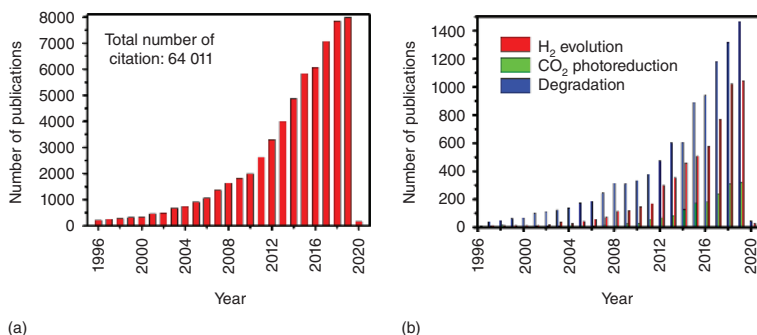 8000
7000
6000
5000
4000
3000
2000
1000
0
Number of publications
Total number of
citation: 64 011
1996
2000
2004
2008
2012
2016
2020
Year
(a)
1400
1200
1000
800
600
400
200
0
Number of publications
H₂ evolution
CO₂ photoreduction
Degradation
1996
2000
2004
2008
2012
2016
2020
Year
(b)